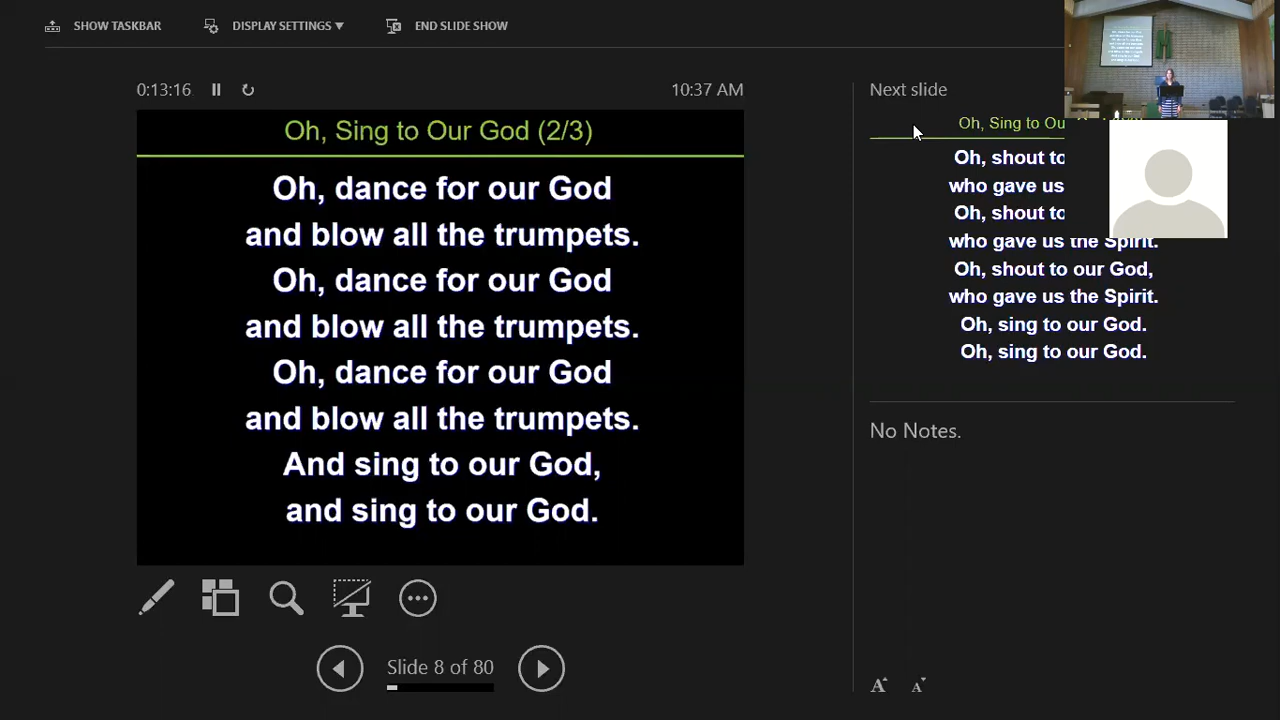 SHOW TASKBAR
DISPLAY SETTINGS
END SLIDE SHOW
0:13:16
10:37 AM
Oh, Sing to Our God (2/3)
Oh, dance for our God
and blow all the trumpets.
Oh, dance for our God
and blow all the trumpets.
Oh, dance for our God
and blow all the trumpets.
And sing to our God,
and sing to our God.
Slide 8 of 80
Next slide
Oh, Sing to Ou
Oh, shout to
who gave us
Oh, shout to
who gave us the Spirit.
Oh, shout to our God,
who gave us the Spirit.
Oh, sing to our God.
Oh, sing to our God.
No Notes.
A A